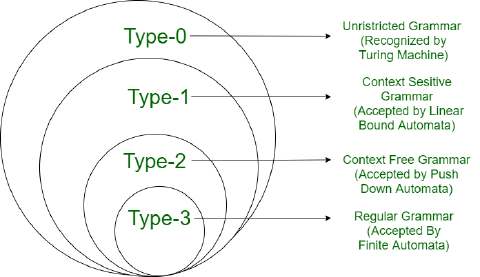 Type-0
Unristricted Grammar
(Recognized by
Turing Machine)
Type-1
Context Sesitive
Grammar
(Accepted by Linear
Bound Automata)
Type-2
Context Free Grammar
(Accepted by Push
Down Automata)
Type-3
Regular Grammar
(Accepted By
Finite Automata)